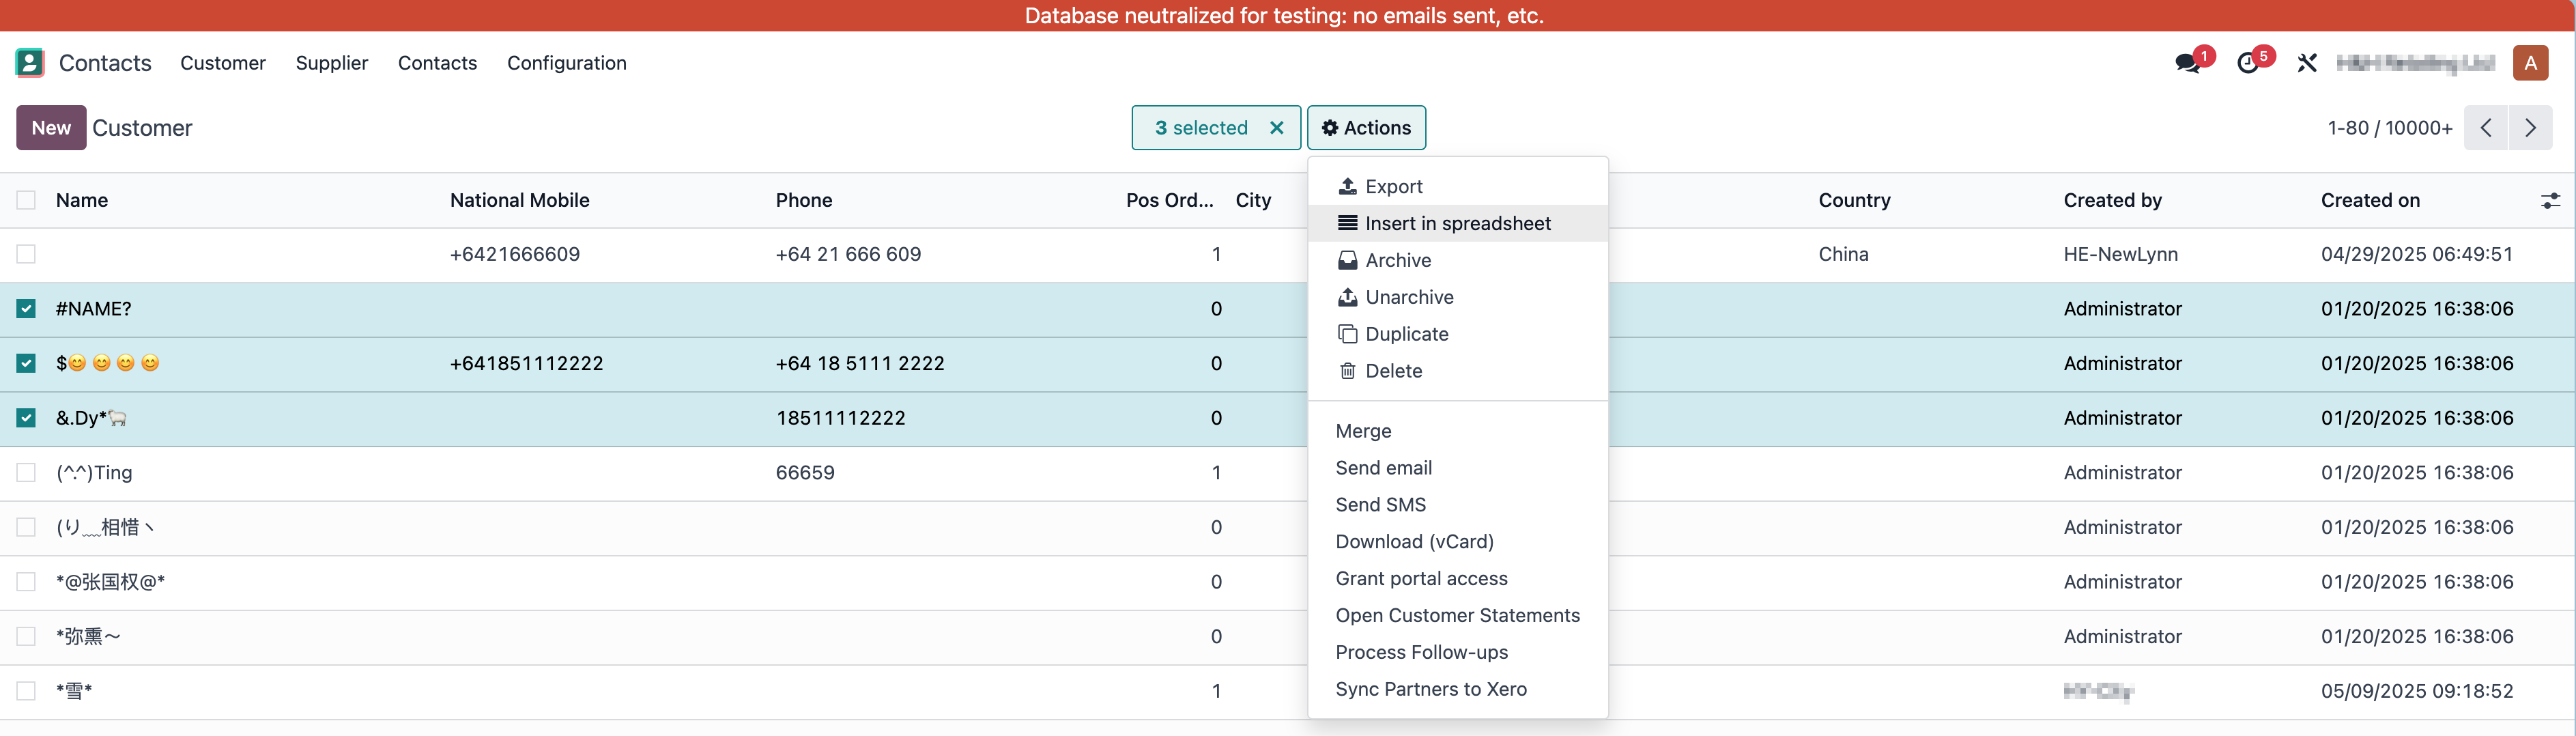 Database neutralized for testing: no emails sent, etc.
Contacts Customer Supplier Contacts Configuration 1 5 A
New Customer 3 selected Actions 1-80 / 10000+
Name National Mobile Phone Pos Ord... City Country Created by Created on
+6421666609 +64 21 666 609 1 China HE-NewLynn 04/29/2025 06:49:51
#NAME? 0 Administrator 01/20/2025 16:38:06
$😊😊😊😊 +641851112222 +64 18 5111 2222 0 Administrator 01/20/2025 16:38:06
&.Dy*🐑 18511112222 0 Administrator 01/20/2025 16:38:06
(^.^)Ting 66659 1 Administrator 01/20/2025 16:38:06
(り﹏相惜ヽ 0 Administrator 01/20/2025 16:38:06
*@张国权@* 0 Administrator 01/20/2025 16:38:06
*弥熏～ 0 Administrator 01/20/2025 16:38:06
*雪* 1 05/09/2025 09:18:52
Export
Insert in spreadsheet
Archive
Unarchive
Duplicate
Delete
Merge
Send email
Send SMS
Download (vCard)
Grant portal access
Open Customer Statements
Process Follow-ups
Sync Partners to Xero